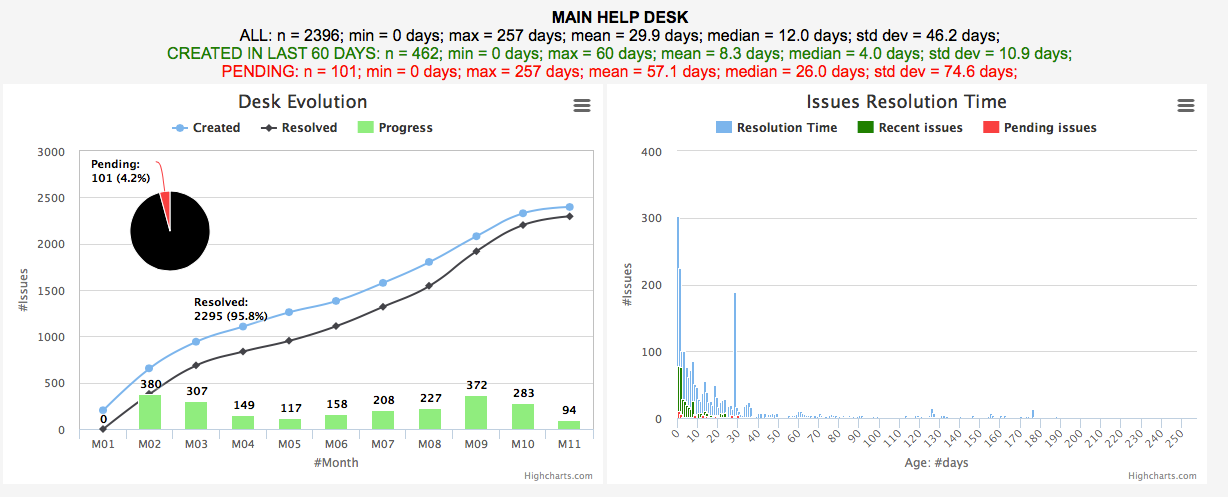 MAIN HELP DESK
ALL: n = 2396; min = 0 days; max = 257 days; mean = 29.9 days; median = 12.0 days; std dev = 46.2 days;
CREATED IN LAST 60 DAYS: n = 462; min = 0 days; max = 60 days; mean = 8.3 days; median = 4.0 days; std dev = 10.9 days;
PENDING: n = 101; min = 0 days; max = 257 days; mean = 57.1 days; median = 26.0 days; std dev = 74.6 days;
Desk Evolution
Created Resolved Progress
3000
2500
2000
1500
1000
500
0
#Issues
Pending:
101 (4.2%)
Resolved:
2295 (95.8%)
0 380 307 149 117 158 208 227 372 283 94
M01 M02 M03 M04 M05 M06 M07 M08 M09 M10 M11
#Month
Highcharts.com
Issues Resolution Time
Resolution Time Recent issues Pending issues
400
300
200
100
0
#Issues
0 10 20 30 40 50 60 70 80 90 100 110 120 130 140 150 160 170 180 190 200 210 220 230 240 250
Age: #days
Highcharts.com